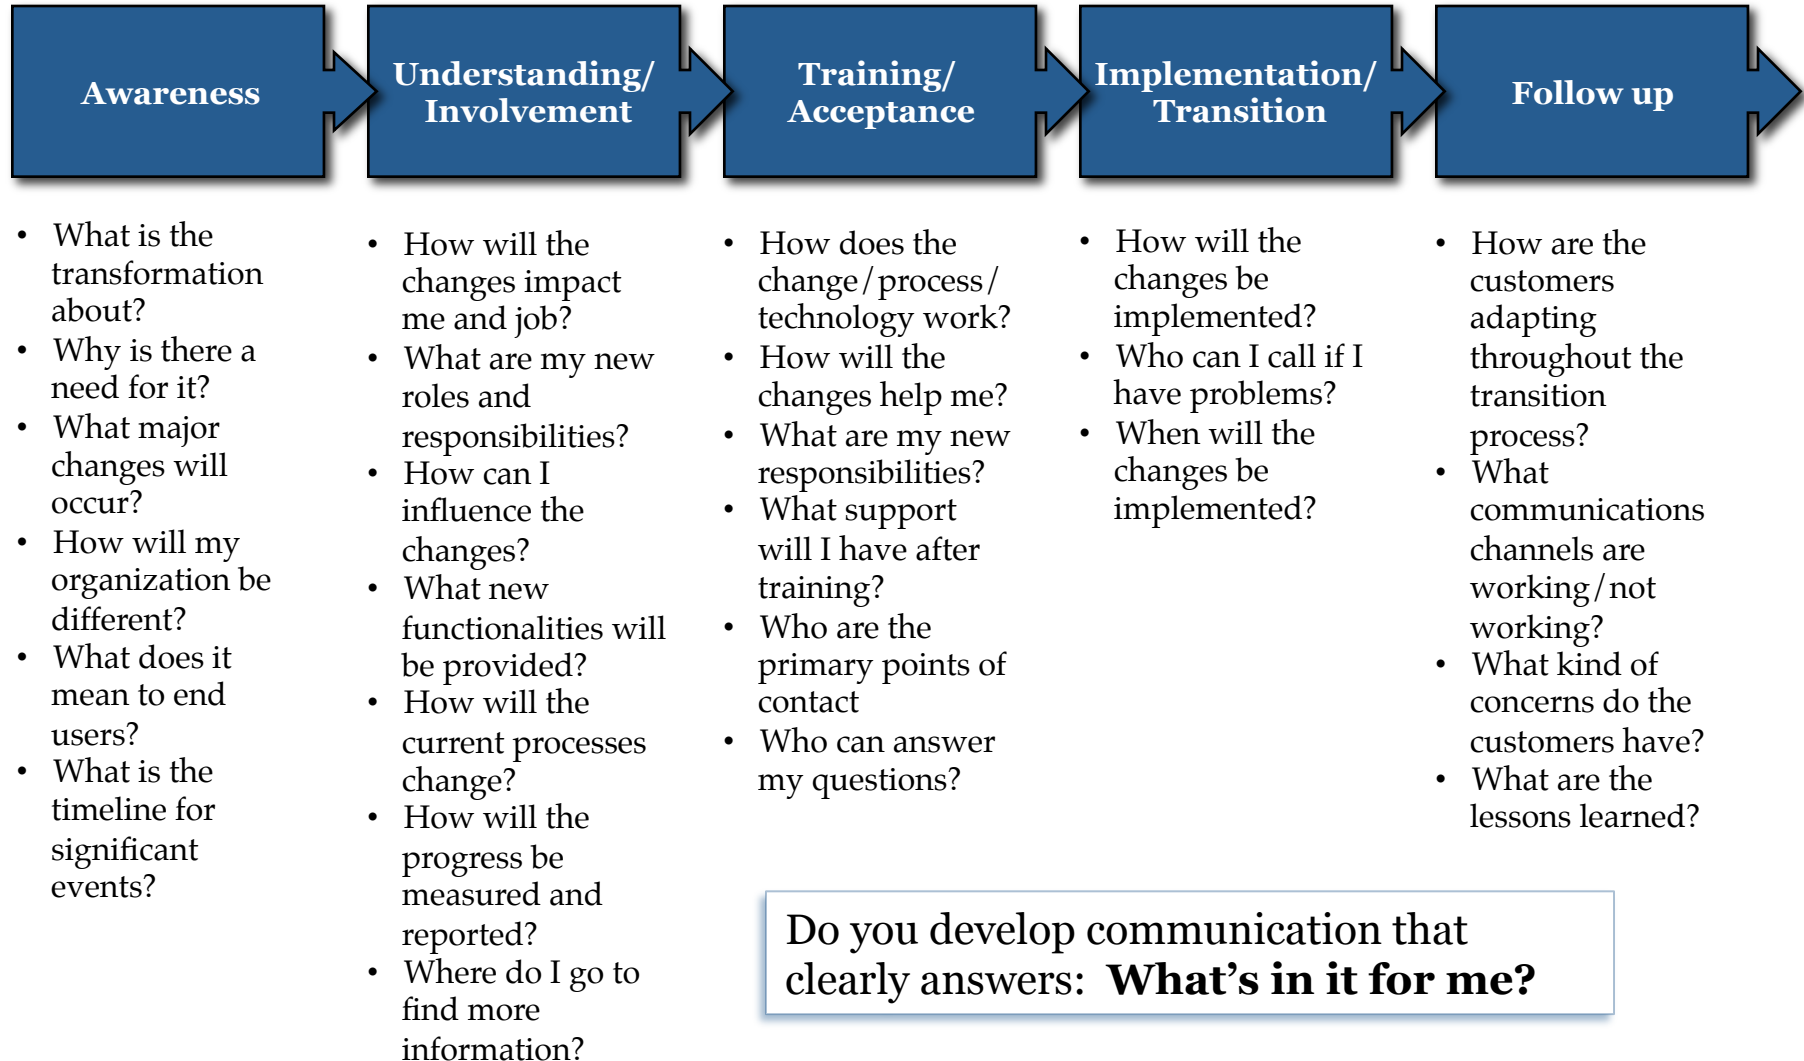 Awareness
Understanding/
Involvement
Training/
Acceptance
Implementation/
Transition
Follow up
• What is the
transformation
about?
• Why is there a
need for it?
• What major
changes will
occur?
• How will my
organization be
different?
• What does it
mean to end
users?
• What is the
timeline for
significant
events?
• How will the
changes impact
me and job?
• What are my new
roles and
responsibilities?
• How can I
influence the
changes?
• What new
functionalities will
be provided?
• How will the
current processes
change?
• How will the
progress be
measured and
reported?
• Where do I go to
find more
information?
• How does the
change/process/
technology work?
• How will the
changes help me?
• What are my new
responsibilities?
• What support
will I have after
training?
• Who are the
primary points of
contact
• Who can answer
my questions?
• How will the
changes be
implemented?
• Who can I call if I
have problems?
• When will the
changes be
implemented?
• How are the
customers
adapting
throughout the
transition
process?
• What
communications
channels are
working/not
working?
• What kind of
concerns do the
customers have?
• What are the
lessons learned?
Do you develop communication that
clearly answers: What's in it for me?